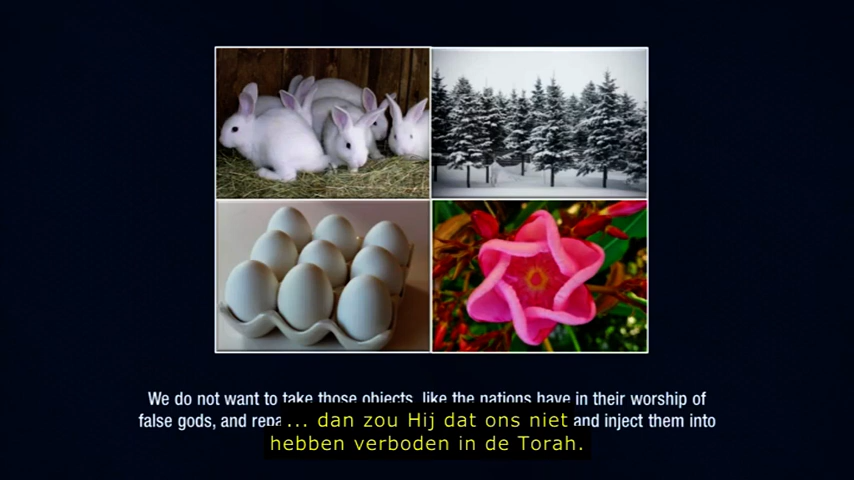 We do not want to take those objects, like the nations have in their worship of
false gods, and and inject them into
... dan zou Hij dat ons niet
hebben verboden in de Torah.